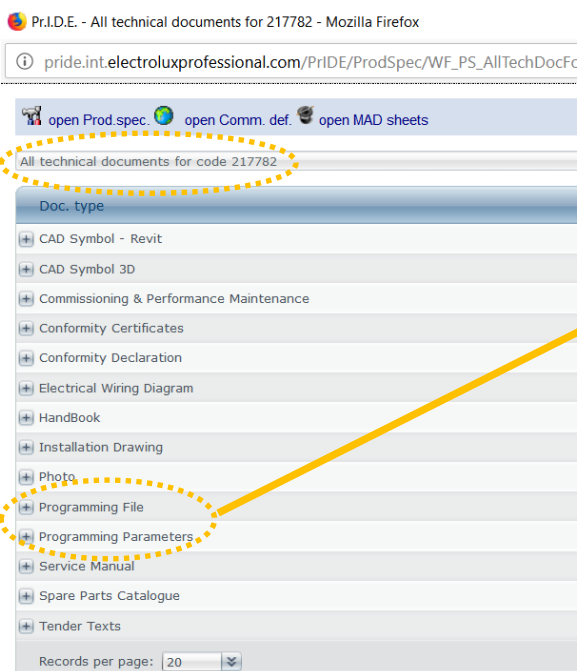 Pr.I.D.E. - All technical documents for 217782 - Mozilla Firefox
pride.int.electroluxprofessional.com/PrIDE/ProdSpec/WF_PS_AllTechDocFo
open Prod.spec. open Comm. def. open MAD sheets
All technical documents for code 217782
Doc. type
CAD Symbol - Revit
CAD Symbol 3D
Commissioning & Performance Maintenance
Conformity Certificates
Conformity Declaration
Electrical Wiring Diagram
HandBook
Installation Drawing
Photo
Programming File
Programming Parameters
Service Manual
Spare Parts Catalogue
Tender Texts
Records per page: 20